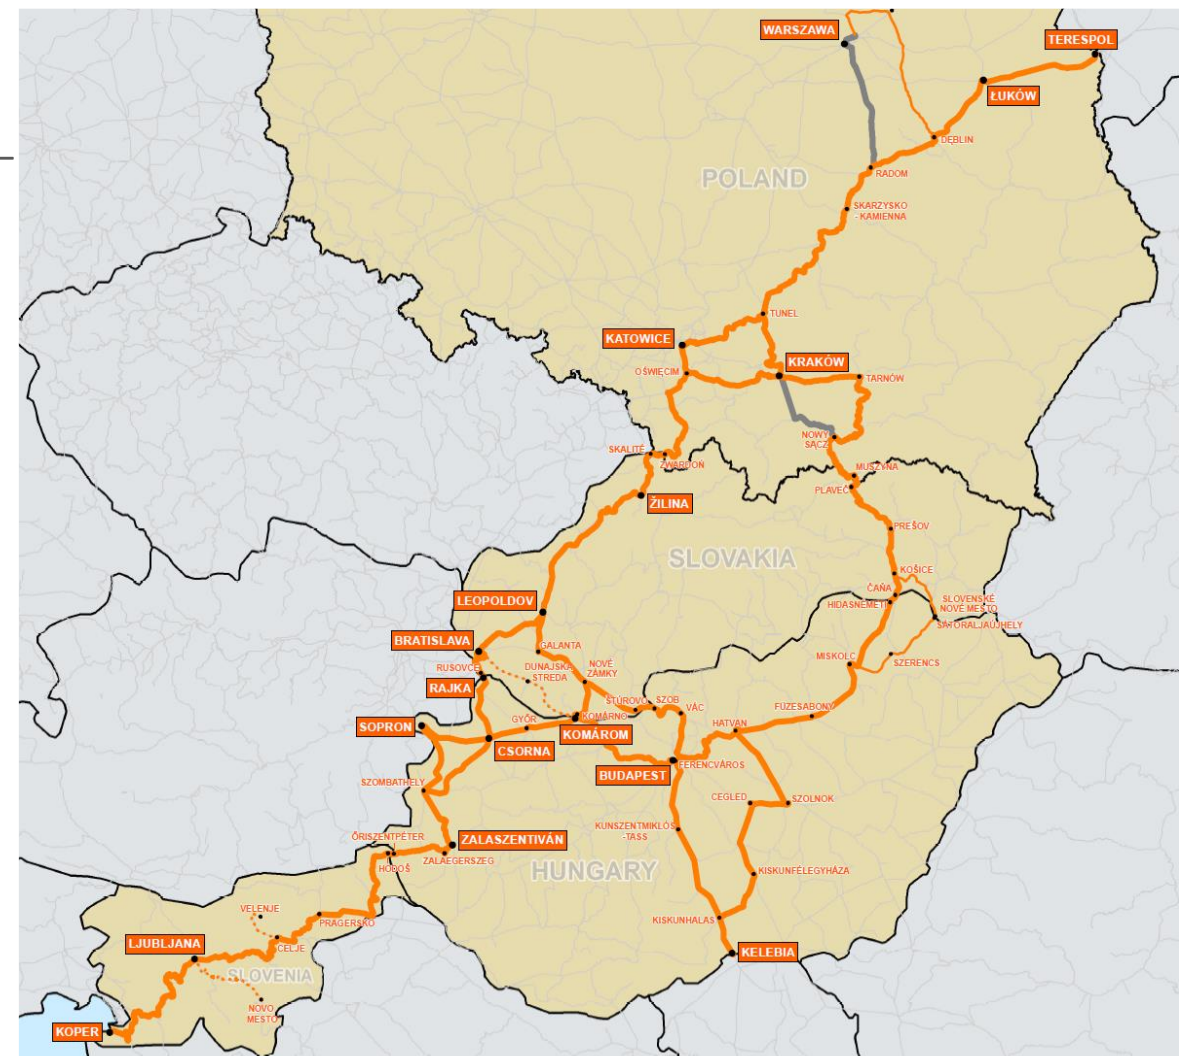 WARSZAWA
TERESPOL
ŁUKÓW
DĘBLIN
RADOM
POLAND
SKARZYSKO
- KAMIENNA
TUNEL
KATOWICE
KRAKÓW
OŚWIĘCIM
TARNÓW
NOWY
SĄCZ
SKALITÉ
ZWARDOŃ
MUSZYNA
PLAVEČ
ŽILINA
PREŠOV
SLOVAKIA
KOŠICE
ČAŇA
LEOPOLDOV
HIDASNÉMETI
SLOVENSKÉ
NOVÉ MESTO
SÁTORALJAÚJHELY
BRATISLAVA
GALANTA
RUSOVCE
DUNAJSKÁ
STREDA
NOVÉ
ZÁMKY
MISKOLC
SZERENCS
RAJKA
ŠTÚROVO
SZOB
VÁC
FÜZESABONY
SOPRON
GYŐR
KOMÁRNO
HATVAN
CSORNA
KOMÁROM
FERENCVÁROS
BUDAPEST
SZOMBATHELY
CEGLÉD
SZOLNOK
KUNSZENTMIKLÓS
-TASS
ŐRISZENTPÉTER
ZALASZENTIVÁN
HODOŠ
ZALAEGERSZEG
HUNGARY
KISKUNFÉLEGYHÁZA
VELENJE
PRAGERSKO
KISKUNHALAS
LJUBLJANA
CELJE
KELEBIA
SLOVENIA
NOVO
MESTO
KOPER